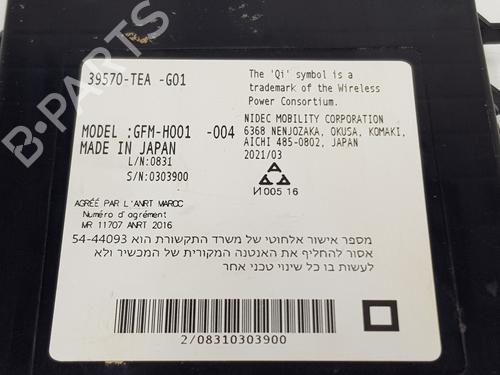 39570-TEA -G01
The 'Qi' symbol is a
trademark of the Wireless
Power Consortium.
MODEL :GFM-H001 -004
MADE IN JAPAN
L/N:0831
S/N:0303900
NIDEC MOBILITY CORPORATION
6368 NENJOZAKA, OKUSA, KOMAKI,
AICHI 485-0802, JAPAN
2021/03
И005 16
AGRÉÉ PAR L'ANRT MAROC
Numéro d'agrément
MR 11707 ANRT 2016
מספר אישור אלחוטי של משרד התקשורת הוא 54-44093
אסור להחליף את האנטנה המקורית של המכשיר ולא
לעשות בו כל שינוי טכני אחר
2/08310303900
B-PARTS